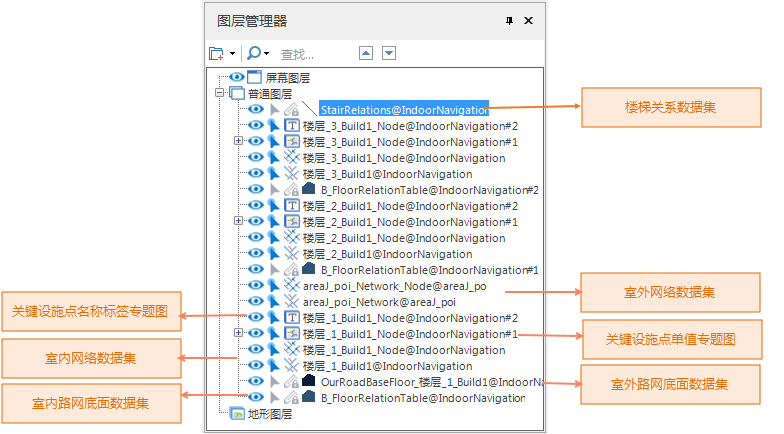 图层管理器
查找...
屏幕图层
普通图层
StairRelations@IndoorNavigation
楼梯关系数据集
楼层_3_Build1_Node@IndoorNavigation#2
楼层_3_Build1_Node@IndoorNavigation#1
楼层_3_Build1_Node@IndoorNavigation
楼层_3_Build1@IndoorNavigation
B_FloorRelationTable@IndoorNavigation#2
楼层_2_Build1_Node@IndoorNavigation#2
楼层_2_Build1_Node@IndoorNavigation#1
楼层_2_Build1_Node@IndoorNavigation
楼层_2_Build1@IndoorNavigation
B_FloorRelationTable@IndoorNavigation#1
areaJ_poi_Network_Node@areaJ_po
室外网络数据集
areaJ_poi_Network@areaJ_poi
关键设施点名称标签专题图
楼层_1_Build1_Node@IndoorNavigation#2
楼层_1_Build1_Node@IndoorNavigation#1
关键设施点单值专题图
室内网络数据集
楼层_1_Build1_Node@IndoorNavigation
楼层_1_Build1@IndoorNavigation
OurRoadBaseFloor_楼层_1_Build1@IndoorNa
室外路网底面数据集
室内路网底面数据集
B_FloorRelationTable@IndoorNavigation
地形图层